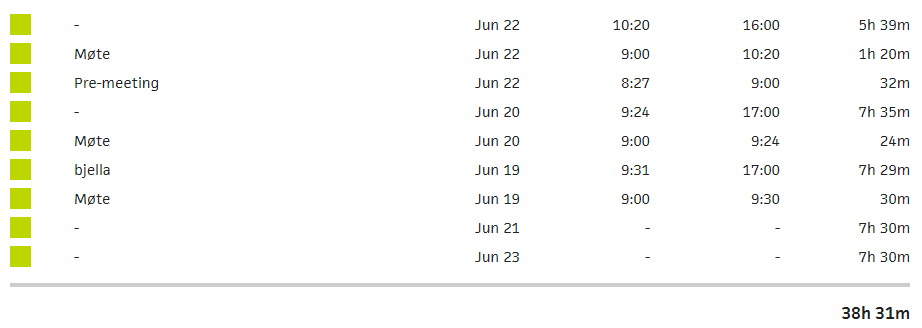 - Jun 22 10:20 16:00 5h 39m
Møte Jun 22 9:00 10:20 1h 20m
Pre-meeting Jun 22 8:27 9:00 32m
- Jun 20 9:24 17:00 7h 35m
Møte Jun 20 9:00 9:24 24m
bjella Jun 19 9:31 17:00 7h 29m
Møte Jun 19 9:00 9:30 30m
- Jun 21 - - 7h 30m
- Jun 23 - - 7h 30m
38h 31m